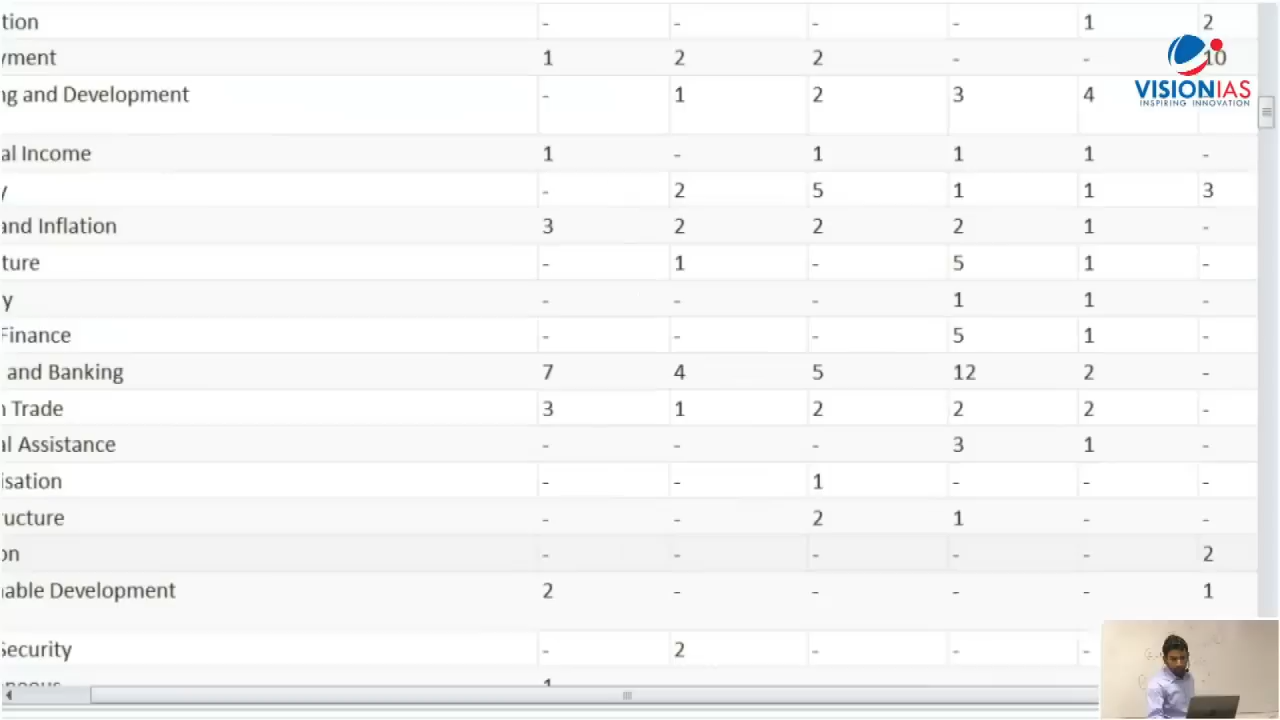 tion - - - - 1 2
yment 1 2 2 - - 10
ng and Development - 1 2 3 4
al Income 1 - 1 1 1 -
y - 2 5 1 1 3
and Inflation 3 2 2 2 1 -
ture - 1 - 5 1 -
y - - - 1 1 -
Finance - - - 5 1 -
and Banking 7 4 5 12 2 -
n Trade 3 1 2 2 2 -
al Assistance - - - 3 1 -
isation - - 1 - - -
ucture - - 2 1 - -
on - - - - - 2
nable Development 2 - - - - 1
Security - 2 - - -
1
VISIONIAS
INSPIRING INNOVATION